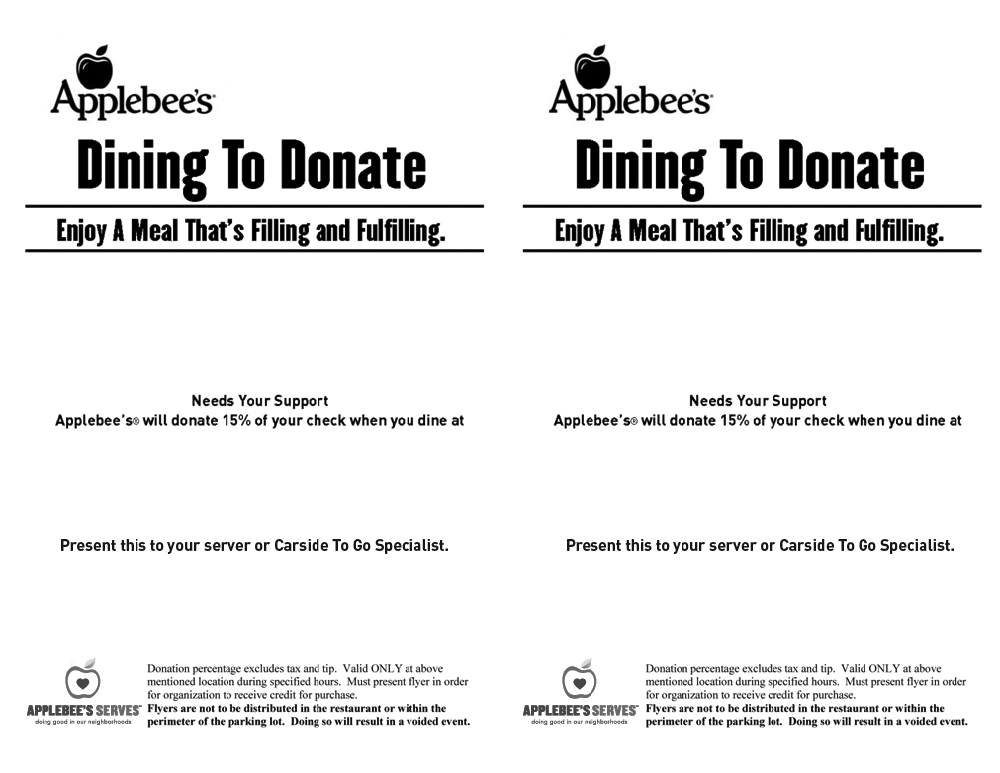 Applebee's®
Dining To Donate
Enjoy A Meal That's Filling and Fulfilling.
Needs Your Support
Applebee's® will donate 15% of your check when you dine at
Present this to your server or Carside To Go Specialist.
APPLEBEE'S SERVES™
doing good in our neighborhoods
Donation percentage excludes tax and tip.  Valid ONLY at above
mentioned location during specified hours.  Must present flyer in order
for organization to receive credit for purchase.
Flyers are not to be distributed in the restaurant or within the
perimeter of the parking lot.  Doing so will result in a voided event.
Applebee's®
Dining To Donate
Enjoy A Meal That's Filling and Fulfilling.
Needs Your Support
Applebee's® will donate 15% of your check when you dine at
Present this to your server or Carside To Go Specialist.
APPLEBEE'S SERVES™
doing good in our neighborhoods
Donation percentage excludes tax and tip.  Valid ONLY at above
mentioned location during specified hours.  Must present flyer in order
for organization to receive credit for purchase.
Flyers are not to be distributed in the restaurant or within the
perimeter of the parking lot.  Doing so will result in a voided event.